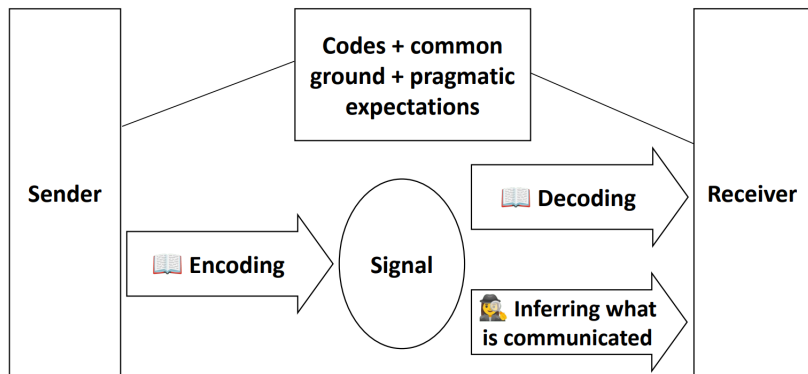 Codes + common
ground + pragmatic
expectations
Sender
📖 Decoding
Receiver
📖 Encoding
Signal
🕵️‍♀️ Inferring what
is communicated